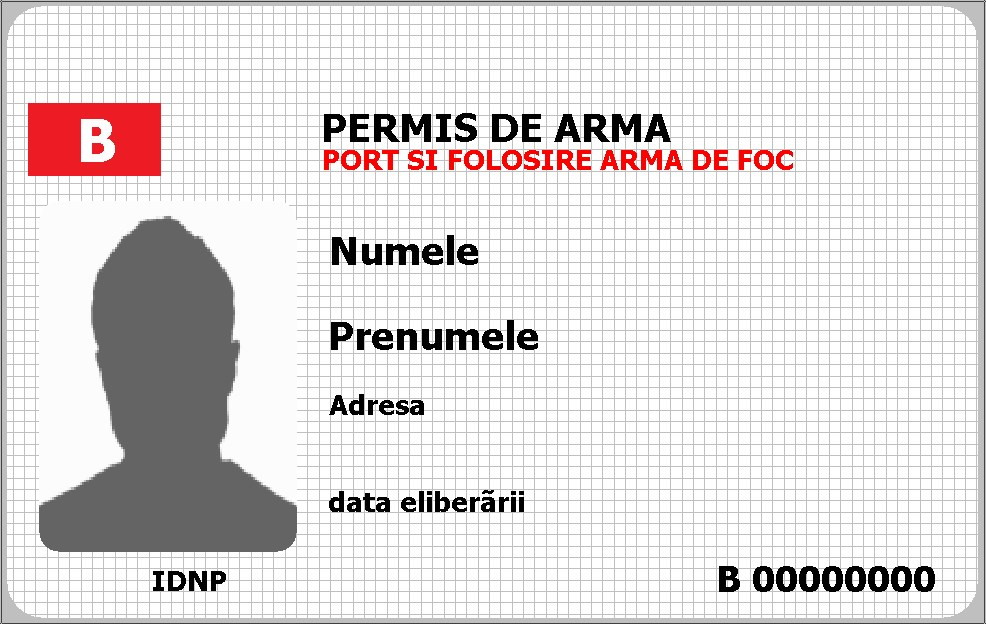 B
PERMIS DE ARMA
PORT SI FOLOSIRE ARMA DE FOC
Numele
Prenumele
Adresa
data eliberãrii
IDNP
B 00000000